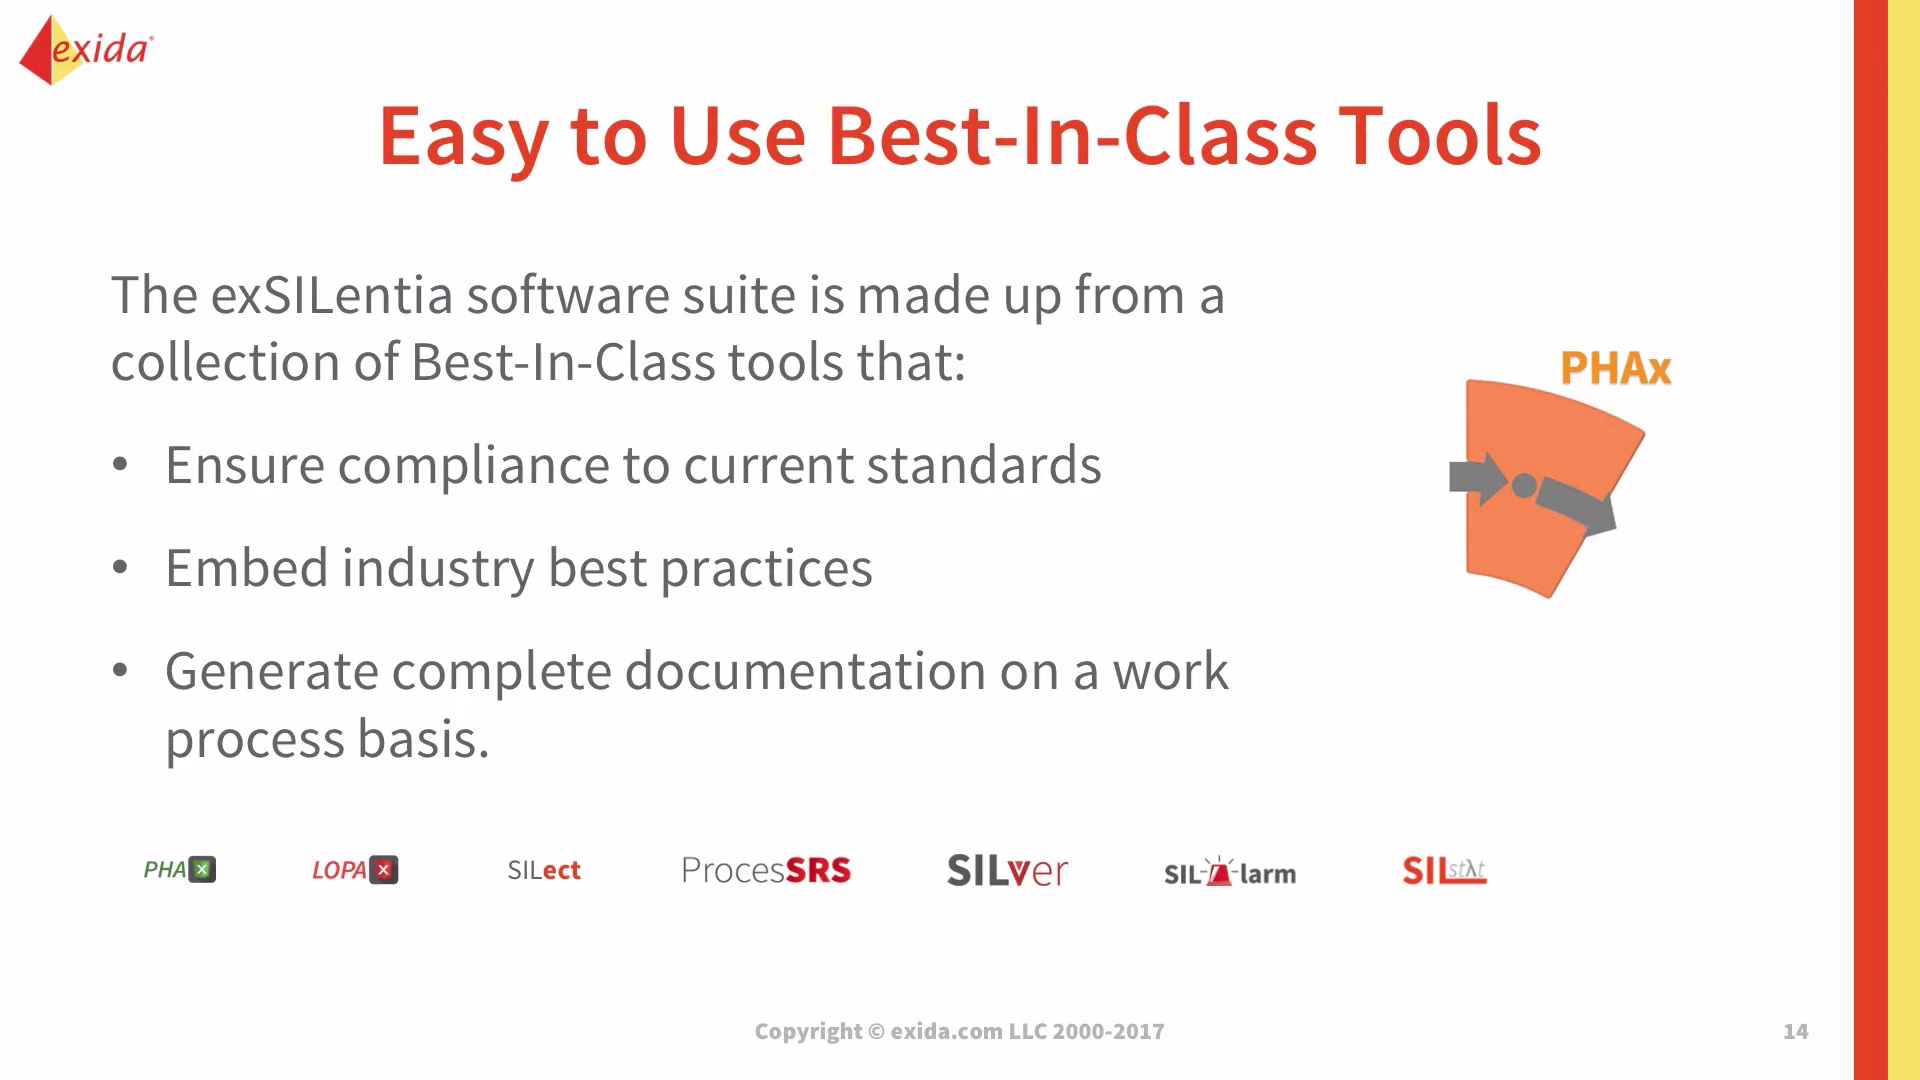 exida®
Easy to Use Best-In-Class Tools
The exSILentia software suite is made up from a
collection of Best-In-Class tools that:
• Ensure compliance to current standards
• Embed industry best practices
• Generate complete documentation on a work
process basis.
PHAx
PHA x
LOPA x
SILect
ProcesSRS
SILver
SIL-larm
SILstλt
Copyright © exida.com LLC 2000-2017
14